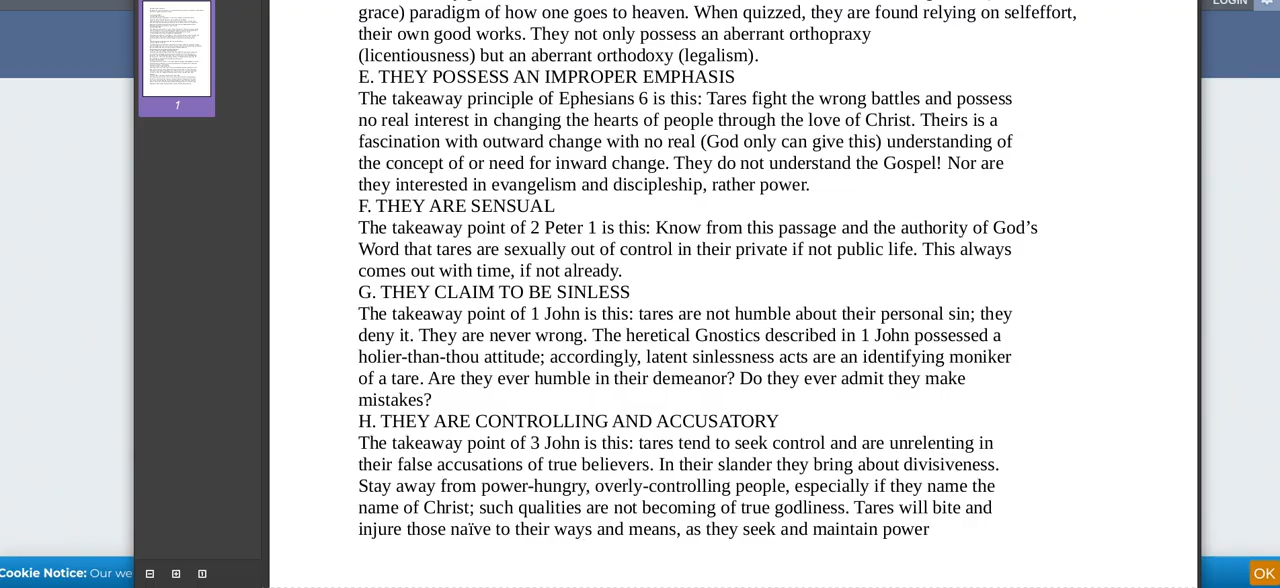 LOGIN
grace) paradigm of how one gets to heaven. When quizzed, they are found relying on selfeffort,
their own good works. They not only possess an aberrant orthopraxy
(licentiousness) but an aberrant orthodoxy (legalism).
E. THEY POSSESS AN IMPROPER EMPHASIS
The takeaway principle of Ephesians 6 is this: Tares fight the wrong battles and possess
no real interest in changing the hearts of people through the love of Christ. Theirs is a
fascination with outward change with no real (God only can give this) understanding of
the concept of or need for inward change. They do not understand the Gospel! Nor are
they interested in evangelism and discipleship, rather power.
F. THEY ARE SENSUAL
The takeaway point of 2 Peter 1 is this: Know from this passage and the authority of God’s
Word that tares are sexually out of control in their private if not public life. This always
comes out with time, if not already.
G. THEY CLAIM TO BE SINLESS
The takeaway point of 1 John is this: tares are not humble about their personal sin; they
deny it. They are never wrong. The heretical Gnostics described in 1 John possessed a
holier-than-thou attitude; accordingly, latent sinlessness acts are an identifying moniker
of a tare. Are they ever humble in their demeanor? Do they ever admit they make
mistakes?
H. THEY ARE CONTROLLING AND ACCUSATORY
The takeaway point of 3 John is this: tares tend to seek control and are unrelenting in
their false accusations of true believers. In their slander they bring about divisiveness.
Stay away from power-hungry, overly-controlling people, especially if they name the
name of Christ; such qualities are not becoming of true godliness. Tares will bite and
injure those naïve to their ways and means, as they seek and maintain power
1
Cookie Notice: Our we
OK